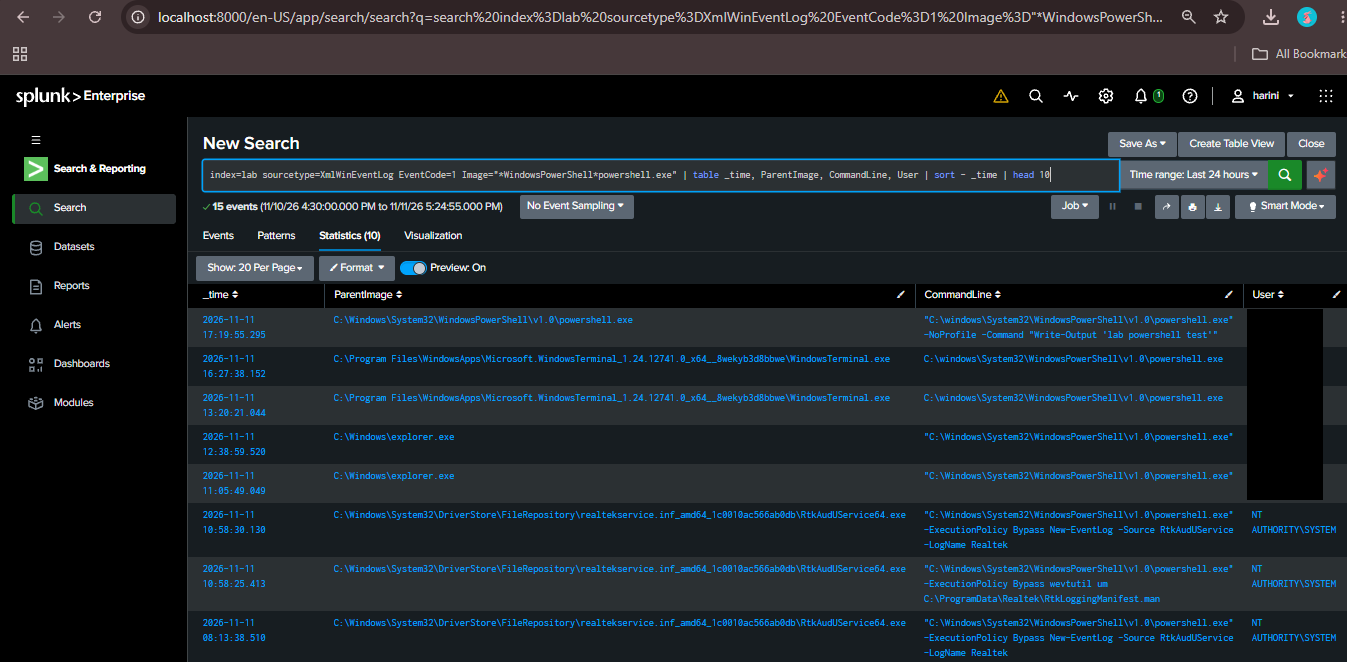 localhost:8000/en-US/app/search/search?q=search%20index%3Dlab%20sourcetype%3DXmlWinEventLog%20EventCode%3D1%20Image%3D"*WindowsPowerSh...
All Bookmark
splunk>Enterprise
1
harini
Search & Reporting
Search
Datasets
Reports
Alerts
Dashboards
Modules
New Search
Save As
Create Table View
Close
index=lab sourcetype=XmlWinEventLog EventCode=1 Image="*WindowsPowerShell*powershell.exe" | table _time, ParentImage, CommandLine, User | sort - _time | head 10
Time range: Last 24 hours
15 events (11/10/26 4:30:00.000 PM to 11/11/26 5:24:55.000 PM)
No Event Sampling
Job
Smart Mode
Events
Patterns
Statistics (10)
Visualization
Show: 20 Per Page
Format
Preview: On
_time
ParentImage
CommandLine
User
2026-11-11
17:19:55.295
C:\Windows\System32\WindowsPowerShell\v1.0\powershell.exe
"C:\windows\System32\WindowsPowerShell\v1.0\powershell.exe"
-NoProfile -Command "Write-Output 'lab powershell test'"
2026-11-11
16:27:38.152
C:\Program Files\WindowsApps\Microsoft.WindowsTerminal_1.24.12741.0_x64__8wekyb3d8bbwe\WindowsTerminal.exe
C:\windows\System32\WindowsPowerShell\v1.0\powershell.exe
2026-11-11
13:20:21.044
C:\Program Files\WindowsApps\Microsoft.WindowsTerminal_1.24.12741.0_x64__8wekyb3d8bbwe\WindowsTerminal.exe
C:\windows\System32\WindowsPowerShell\v1.0\powershell.exe
2026-11-11
12:38:59.520
C:\Windows\explorer.exe
"C:\Windows\System32\WindowsPowerShell\v1.0\powershell.exe"
2026-11-11
11:05:49.049
C:\Windows\explorer.exe
"C:\Windows\System32\WindowsPowerShell\v1.0\powershell.exe"
2026-11-11
10:58:30.130
C:\Windows\System32\DriverStore\FileRepository\realtekservice.inf_amd64_1c0010ac566ab0db\RtkAudUService64.exe
"C:\Windows\System32\WindowsPowerShell\v1.0\powershell.exe"
-ExecutionPolicy Bypass New-EventLog -Source RtkAudUService
-LogName Realtek
NT
AUTHORITY\SYSTEM
2026-11-11
10:58:25.413
C:\Windows\System32\DriverStore\FileRepository\realtekservice.inf_amd64_1c0010ac566ab0db\RtkAudUService64.exe
"C:\Windows\System32\WindowsPowerShell\v1.0\powershell.exe"
-ExecutionPolicy Bypass wevtutil um
C:\ProgramData\Realtek\RtkLoggingManifest.man
NT
AUTHORITY\SYSTEM
2026-11-11
08:13:38.510
C:\Windows\System32\DriverStore\FileRepository\realtekservice.inf_amd64_1c0010ac566ab0db\RtkAudUService64.exe
"C:\Windows\System32\WindowsPowerShell\v1.0\powershell.exe"
-ExecutionPolicy Bypass New-EventLog -Source RtkAudUService
-LogName Realtek
NT
AUTHORITY\SYSTEM